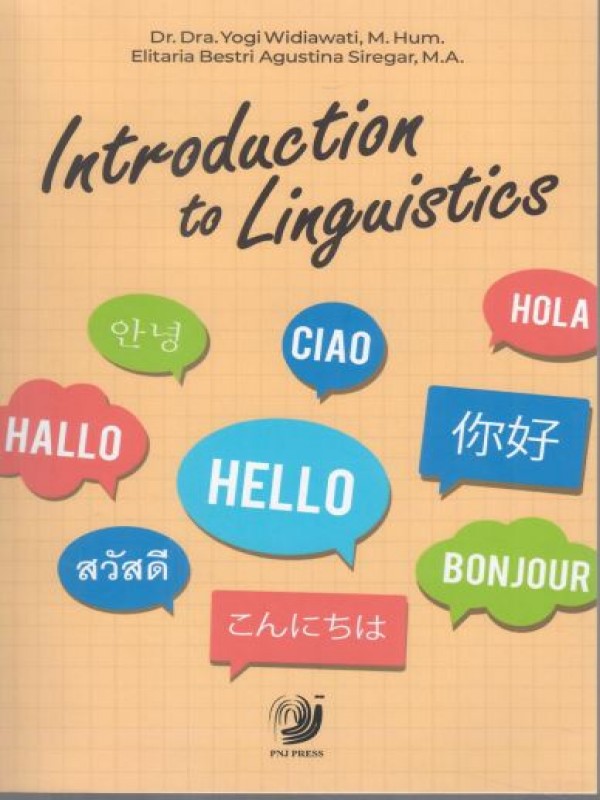 Dr. Dra. Yogi Widiawati, M. Hum.
Elitaria Bestri Agustina Siregar, M.A.
Introduction
to Linguistics
안녕
CIAO
HOLA
HALLO
HELLO
你好
สวัสดี
こんにちは
BONJOUR
PNJ PRESS